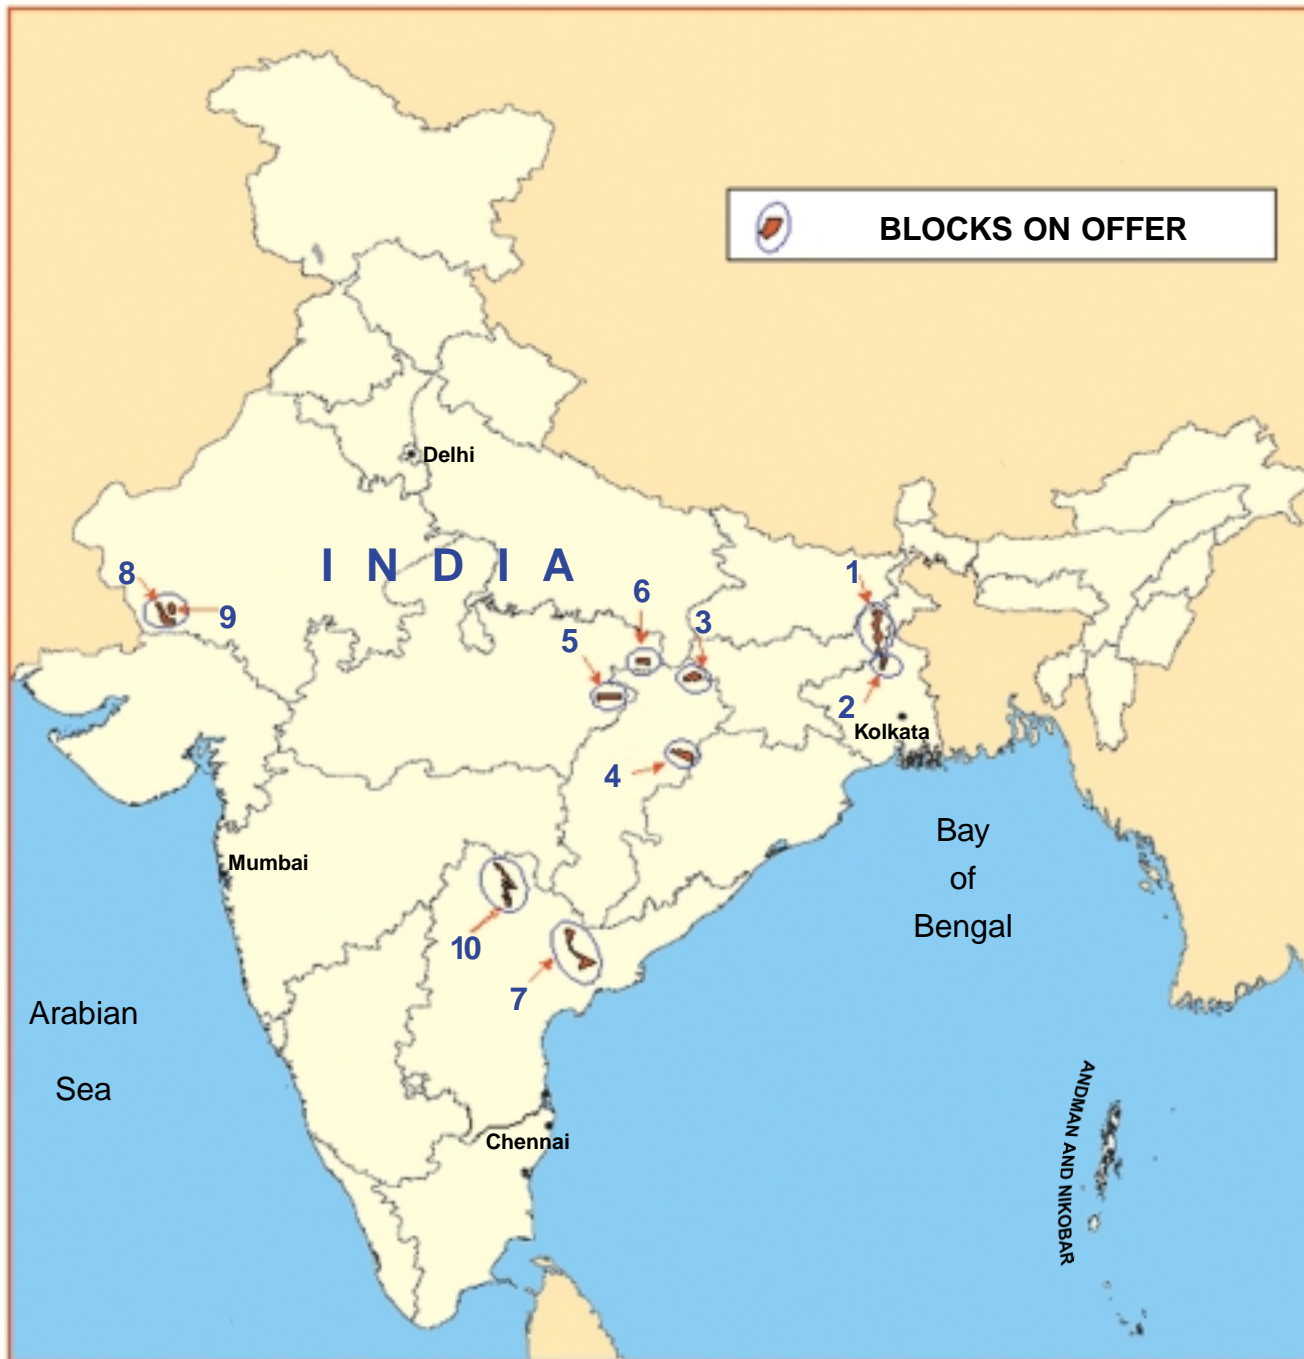 BLOCKS ON OFFER
Delhi
I N D I A
8
9
6
5
3
1
2
Kolkata
4
Mumbai
10
7
Bay
of
Bengal
Arabian
Sea
Chennai
ANDMAN AND NIKOBAR